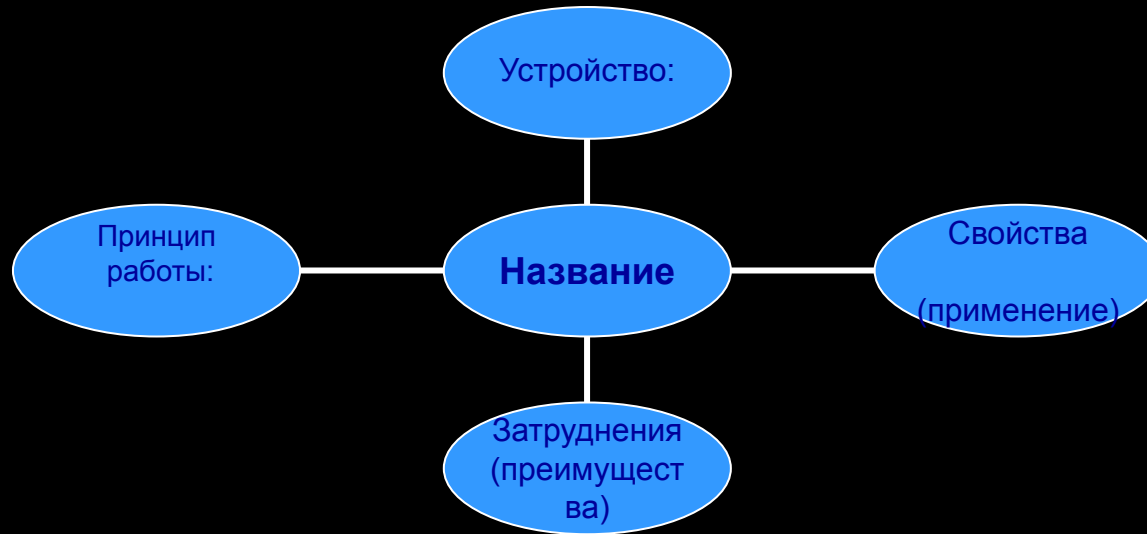 Устройство:
Принцип
работы:
Название
Свойства
(применение)
Затруднения
(преимущест
ва)